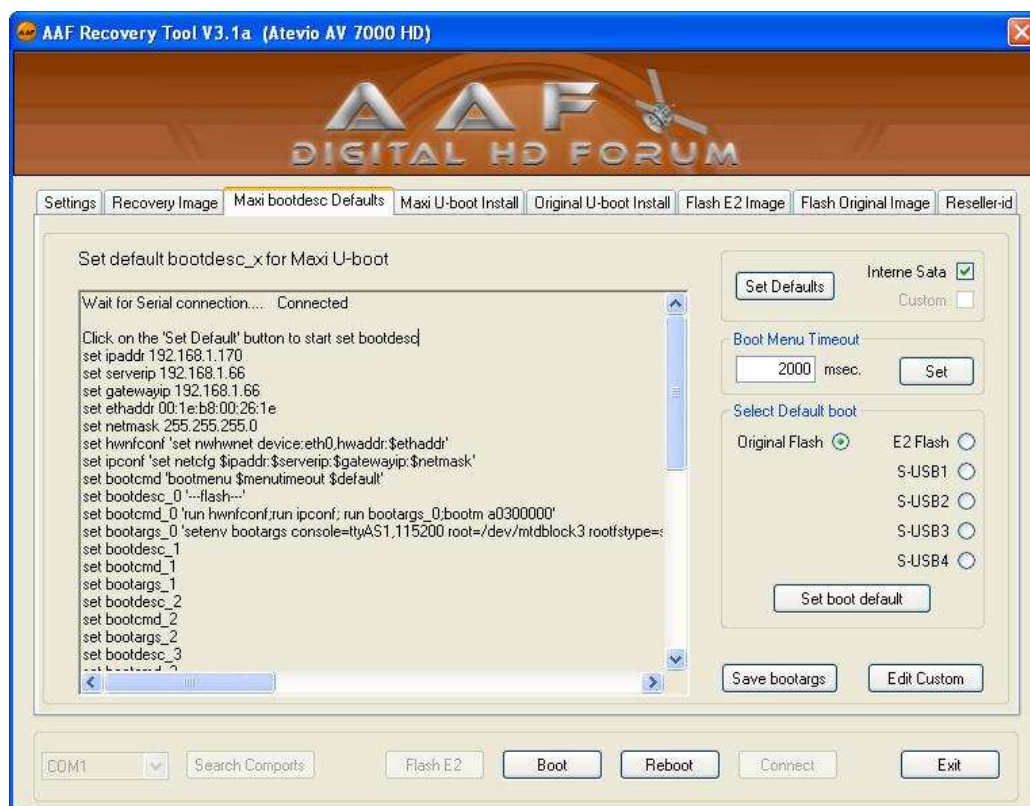 AAF Recovery Tool V3.1a (Atevio AV 7000 HD)
AAF
DIGITAL HD FORUM
Settings
Recovery Image
Maxi bootdesc Defaults
Maxi U-boot Install
Original U-boot Install
Flash E2 Image
Flash Original Image
Reseller-id
Set default bootdesc_x for Maxi U-boot
Wait for Serial connection.... Connected
Click on the 'Set Default' button to start set bootdesc
set ipaddr 192.168.1.170
set serverip 192.168.1.66
set gatewayip 192.168.1.66
set ethaddr 00:1e:b8:00:26:1e
set netmask 255.255.255.0
set hwnfconf 'set nwhwnet device:eth0,hwaddr:$ethaddr'
set ipconf 'set netcfg $ipaddr:$serverip:$gatewayip:$netmask'
set bootcmd 'bootmenu $menutimeout $default'
set bootdesc_0 '---flash---'
set bootcmd_0 'run hwnfconf;run ipconf; run bootargs_0;bootm a0300000'
set bootargs_0 'setenv bootargs console=ttyAS1,115200 root=/dev/mtdblock3 rootfstype=s
set bootdesc_1
set bootcmd_1
set bootargs_1
set bootdesc_2
set bootcmd_2
set bootargs_2
set bootdesc_3
Set Defaults
Interne Sata
Custom
Boot Menu Timeout
2000 msec.
Set
Select Default boot
Original Flash
E2 Flash
S-USB1
S-USB2
S-USB3
S-USB4
Set boot default
Save bootargs
Edit Custom
COM1
Search Comports
Flash E2
Boot
Reboot
Connect
Exit